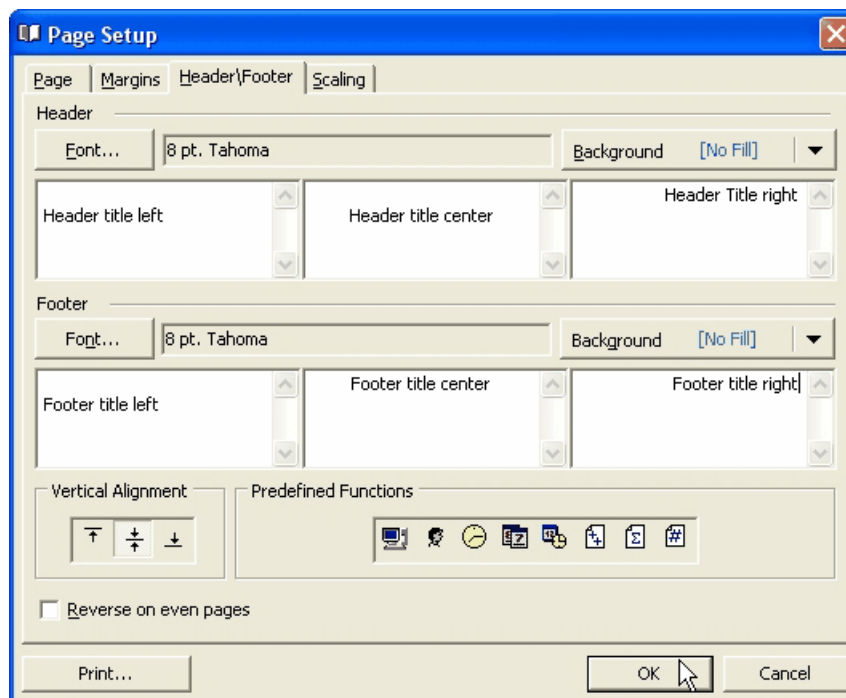 Page Setup
Page Margins Header\Footer Scaling
Header
Font... 8 pt. Tahoma Background [No Fill]
Header title left Header title center Header Title right
Footer
Font... 8 pt. Tahoma Background [No Fill]
Footer title left Footer title center Footer title right
Vertical Alignment Predefined Functions
Reverse on even pages
Print... OK Cancel